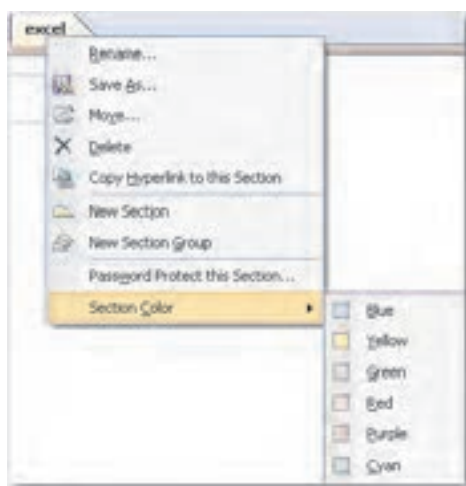 excel
Rename...
Save As...
Move...
Delete
Copy Hyperlink to this Section
New Section
New Section Group
Password Protect this Section...
Section Color
Blue
Yellow
Green
Red
Purple
Cyan